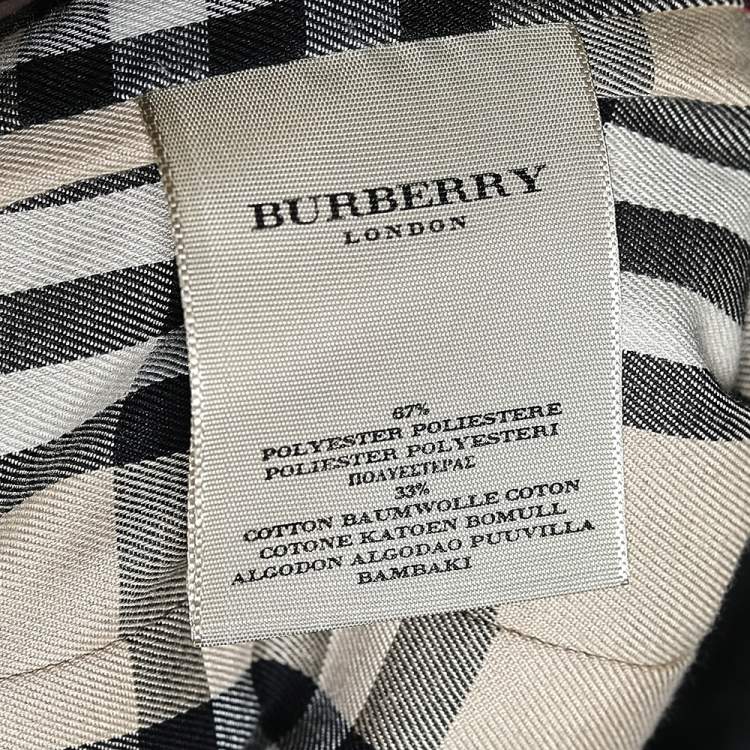 BURBERRY
LONDON
67%
POLYESTER POLIESTERE
POLIESTER POLYESTERI
ΠΟΛΥΕΣΤΕΡΑΣ
33%
COTTON BAUMWOLLE COTON
COTONE KATOEN BOMULL
ALGODON ALGODAO PUUVILLA
BAMBAKI